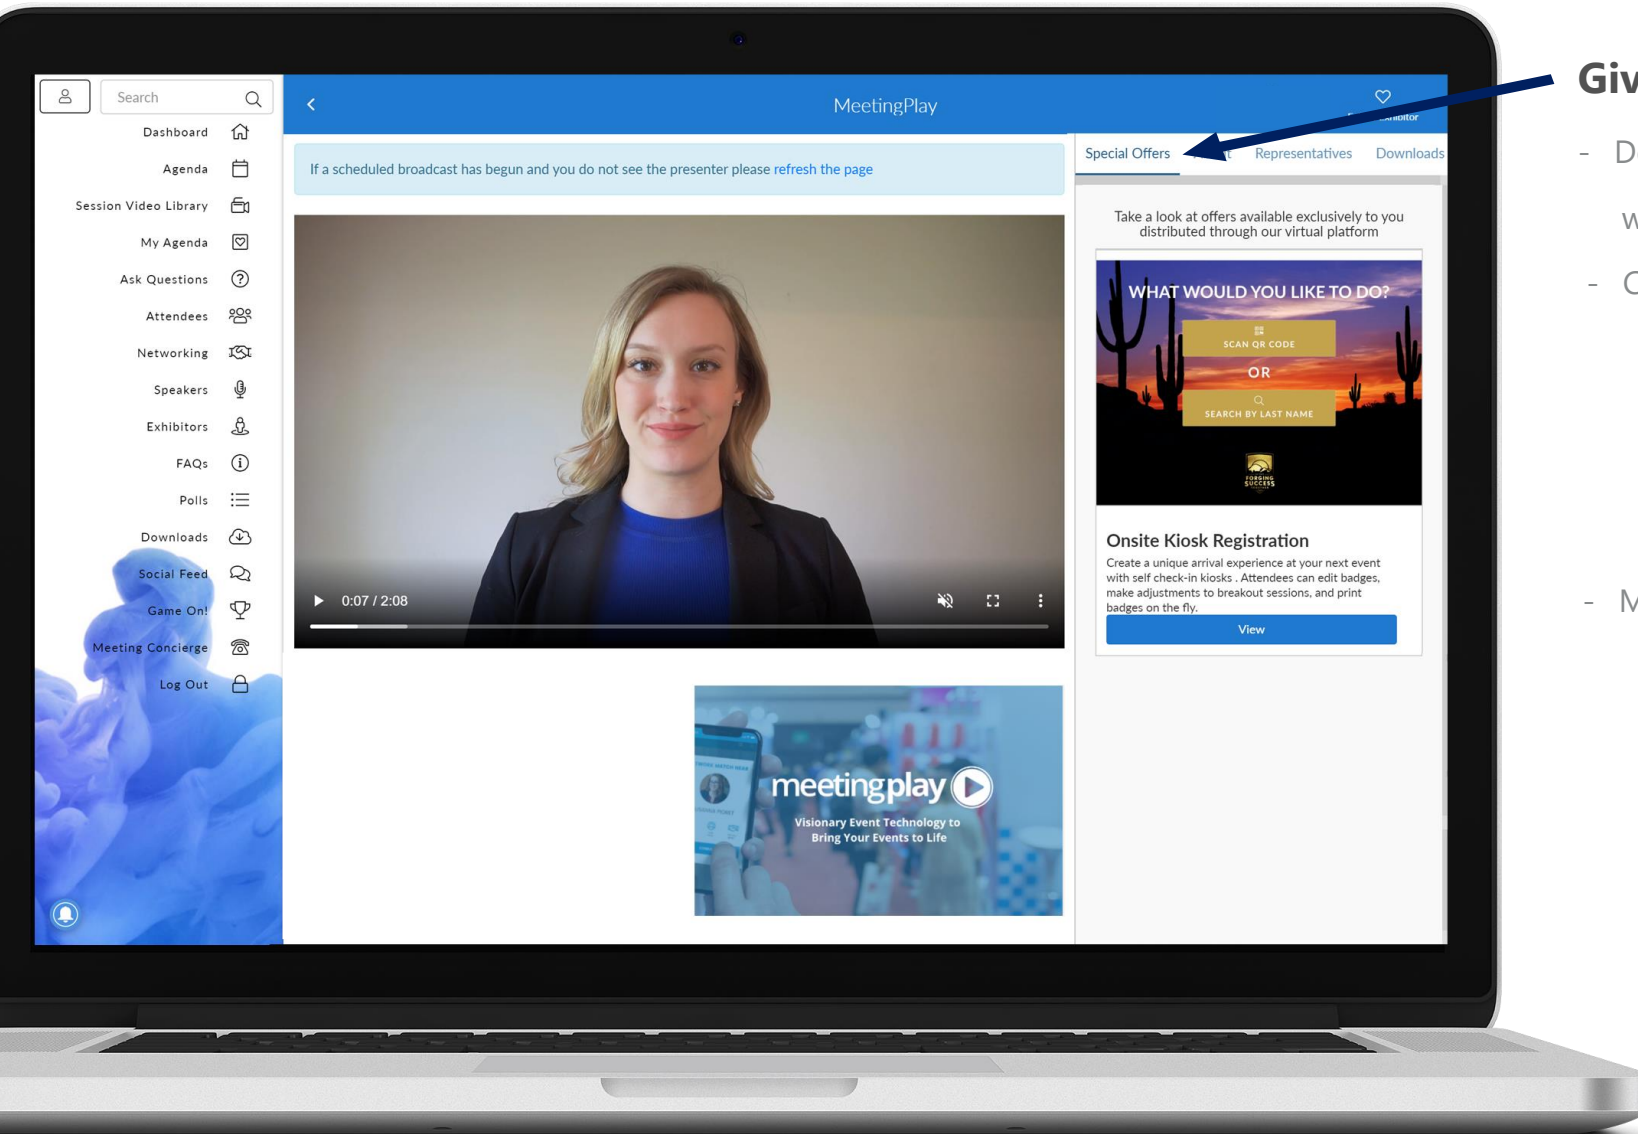 Search
Dashboard
Agenda
Session Video Library
My Agenda
Ask Questions
Attendees
Networking
Speakers
Exhibitors
FAQs
Polls
Downloads
Social Feed
Game On!
Meeting Concierge
Log Out
MeetingPlay
If a scheduled broadcast has begun and you do not see the presenter please refresh the page
0:07 / 2:08
meetingplay
Visionary Event Technology to
Bring Your Events to Life
Special Offers
Representatives
Downloads
Take a look at offers available exclusively to you
distributed through our virtual platform
WHAT WOULD YOU LIKE TO DO?
SCAN QR CODE
OR
SEARCH BY LAST NAME
FORGING
SUCCESS
Onsite Kiosk Registration
Create a unique arrival experience at your next event
with self check-in kiosks . Attendees can edit badges,
make adjustments to breakout sessions, and print
badges on the fly.
View